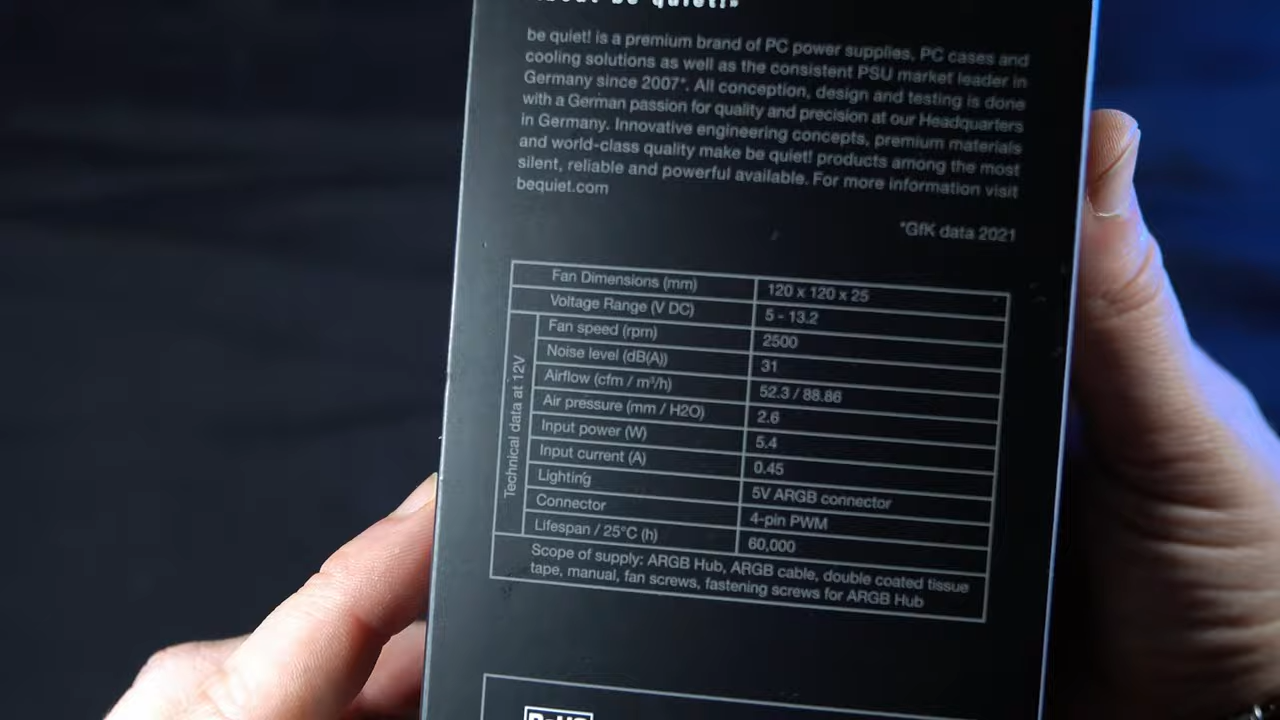 be quiet!
be quiet! is a premium brand of PC power supplies, PC cases and
cooling solutions as well as the consistent PSU market leader in
Germany since 2007*. All conception, design and testing is done
with a German passion for quality and precision at our Headquarters
in Germany. Innovative engineering concepts, premium materials
and world-class quality make be quiet! products among the most
silent, reliable and powerful available. For more information visit
bequiet.com
*GfK data 2021
Fan Dimensions (mm) 120 x 120 x 25
Voltage Range (V DC) 5 - 13.2
Technical data at 12V
Fan speed (rpm) 2500
Noise level (dB(A)) 31
Airflow (cfm / m³/h) 52.3 / 88.86
Air pressure (mm / H2O) 2.6
Input power (W) 5.4
Input current (A) 0.45
Lighting 5V ARGB connector
Connector 4-pin PWM
Lifespan / 25°C (h) 60,000
Scope of supply: ARGB Hub, ARGB cable, double coated tissue
tape, manual, fan screws, fastening screws for ARGB Hub
RoHS